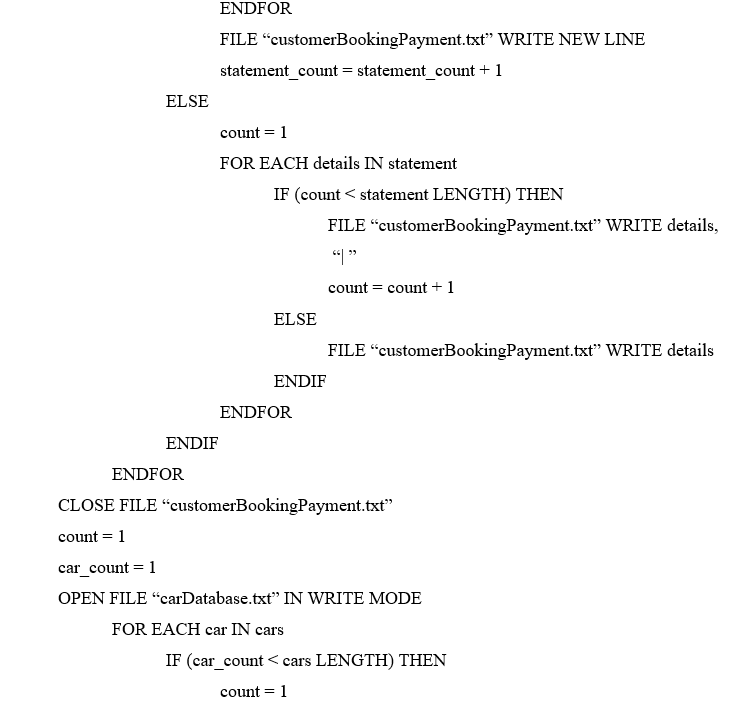 ENDFOR
FILE “customerBookingPayment.txt” WRITE NEW LINE
statement_count = statement_count + 1
ELSE
count = 1
FOR EACH details IN statement
IF (count < statement LENGTH) THEN
FILE “customerBookingPayment.txt” WRITE details,
“| ”
count = count + 1
ELSE
FILE “customerBookingPayment.txt” WRITE details
ENDIF
ENDFOR
ENDIF
ENDFOR
CLOSE FILE “customerBookingPayment.txt”
count = 1
car_count = 1
OPEN FILE “carDatabase.txt” IN WRITE MODE
FOR EACH car IN cars
IF (car_count < cars LENGTH) THEN
count = 1